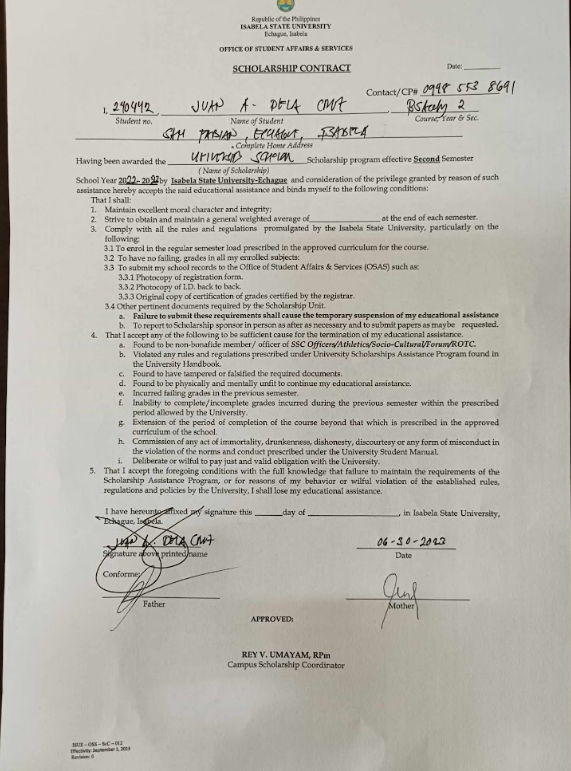 Republic of the Philippines
ISABELA STATE UNIVERSITY
Echague, Isabela
OFFICE OF STUDENT AFFAIRS & SERVICES
SCHOLARSHIP CONTRACT
Date:
Contact/CP# 0998 553 8691
I, 290492, JUAN A. DELA CRUZ BSAcctg 2
Student no. Name of Student Course, Year & Sec.
SAN FABIAN, ECHAGUE, ISABELA
Complete Home Address
Having been awarded the SCHOLAR Scholarship program effective Second Semester
(Name of Scholarship)
School Year 2022-2023 by Isabela State University-Echague and consideration of the privilege granted by reason of such
assistance hereby accepts the said educational assistance and binds myself to the following conditions:
That I shall:
1. Maintain excellent moral character and integrity;
2. Strive to obtain and maintain a general weighted average of at the end of each semester.
3. Comply with all the rules and regulations promulgated by the Isabela State University, particularly on the
following:
3.1 To enrol in the regular semester load prescribed in the approved curriculum for the course.
3.2 To have no failing, grades in all my enrolled subjects:
3.3 To submit my school records to the Office of Student Affairs & Services (OSAS) such as:
3.3.1 Photocopy of registration form.
3.3.2 Photocopy of I.D. back to back.
3.3.3 Original copy of certification of grades certified by the registrar.
3.4 Other pertinent documents required by the Scholarship Unit.
a. Failure to submit these requirements shall cause the temporary suspension of my educational assistance
b. To report to Scholarship sponsor in person as after as necessary and to submit papers as maybe requested.
4. That I accept any of the following to be sufficient cause for the termination of my educational assistance.
a. Found to be non-bonafide member/ officer of SSC Officers/Athletics/Socio-Cultural/Forum/ROTC.
b. Violated any rules and regulations prescribed under University Scholarships Assistance Program found in
the University Handbook.
c. Found to have tampered or falsified the required documents.
d. Found to be physically and mentally unfit to continue my educational assistance.
e. Incurred failing grades in the previous semester.
f. Inability to complete/incomplete grades incurred during the previous semester within the prescribed
period allowed by the University.
g. Extension of the period of completion of the course beyond that which is prescribed in the approved
curriculum of the school.
h. Commission of any act of immortality, drunkenness, dishonesty, discourtesy or any form of misconduct in
the violation of the norms and conduct prescribed under the University Student Manual.
i. Deliberate or wilful to pay just and valid obligation with the University.
5. That I accept the foregoing conditions with the full knowledge that failure to maintain the requirements of the
Scholarship Assistance Program, or for reasons of my behavior or wilful violation of the established rules,
regulations and policies by the University, I shall lose my educational assistance.
I have hereunto affixed my signature this day of , in Isabela State University,
Echague, Isabela.
JUAN A. DELA CRUZ 06-30-2023
Signature above printed name Date
Conforme:
Father Mother
APPROVED:
REY V. UMAYAM, RPm
Campus Scholarship Coordinator
ISUE - OSS - SrC - 012
Effectivity: September 1, 2013
Revision: 0